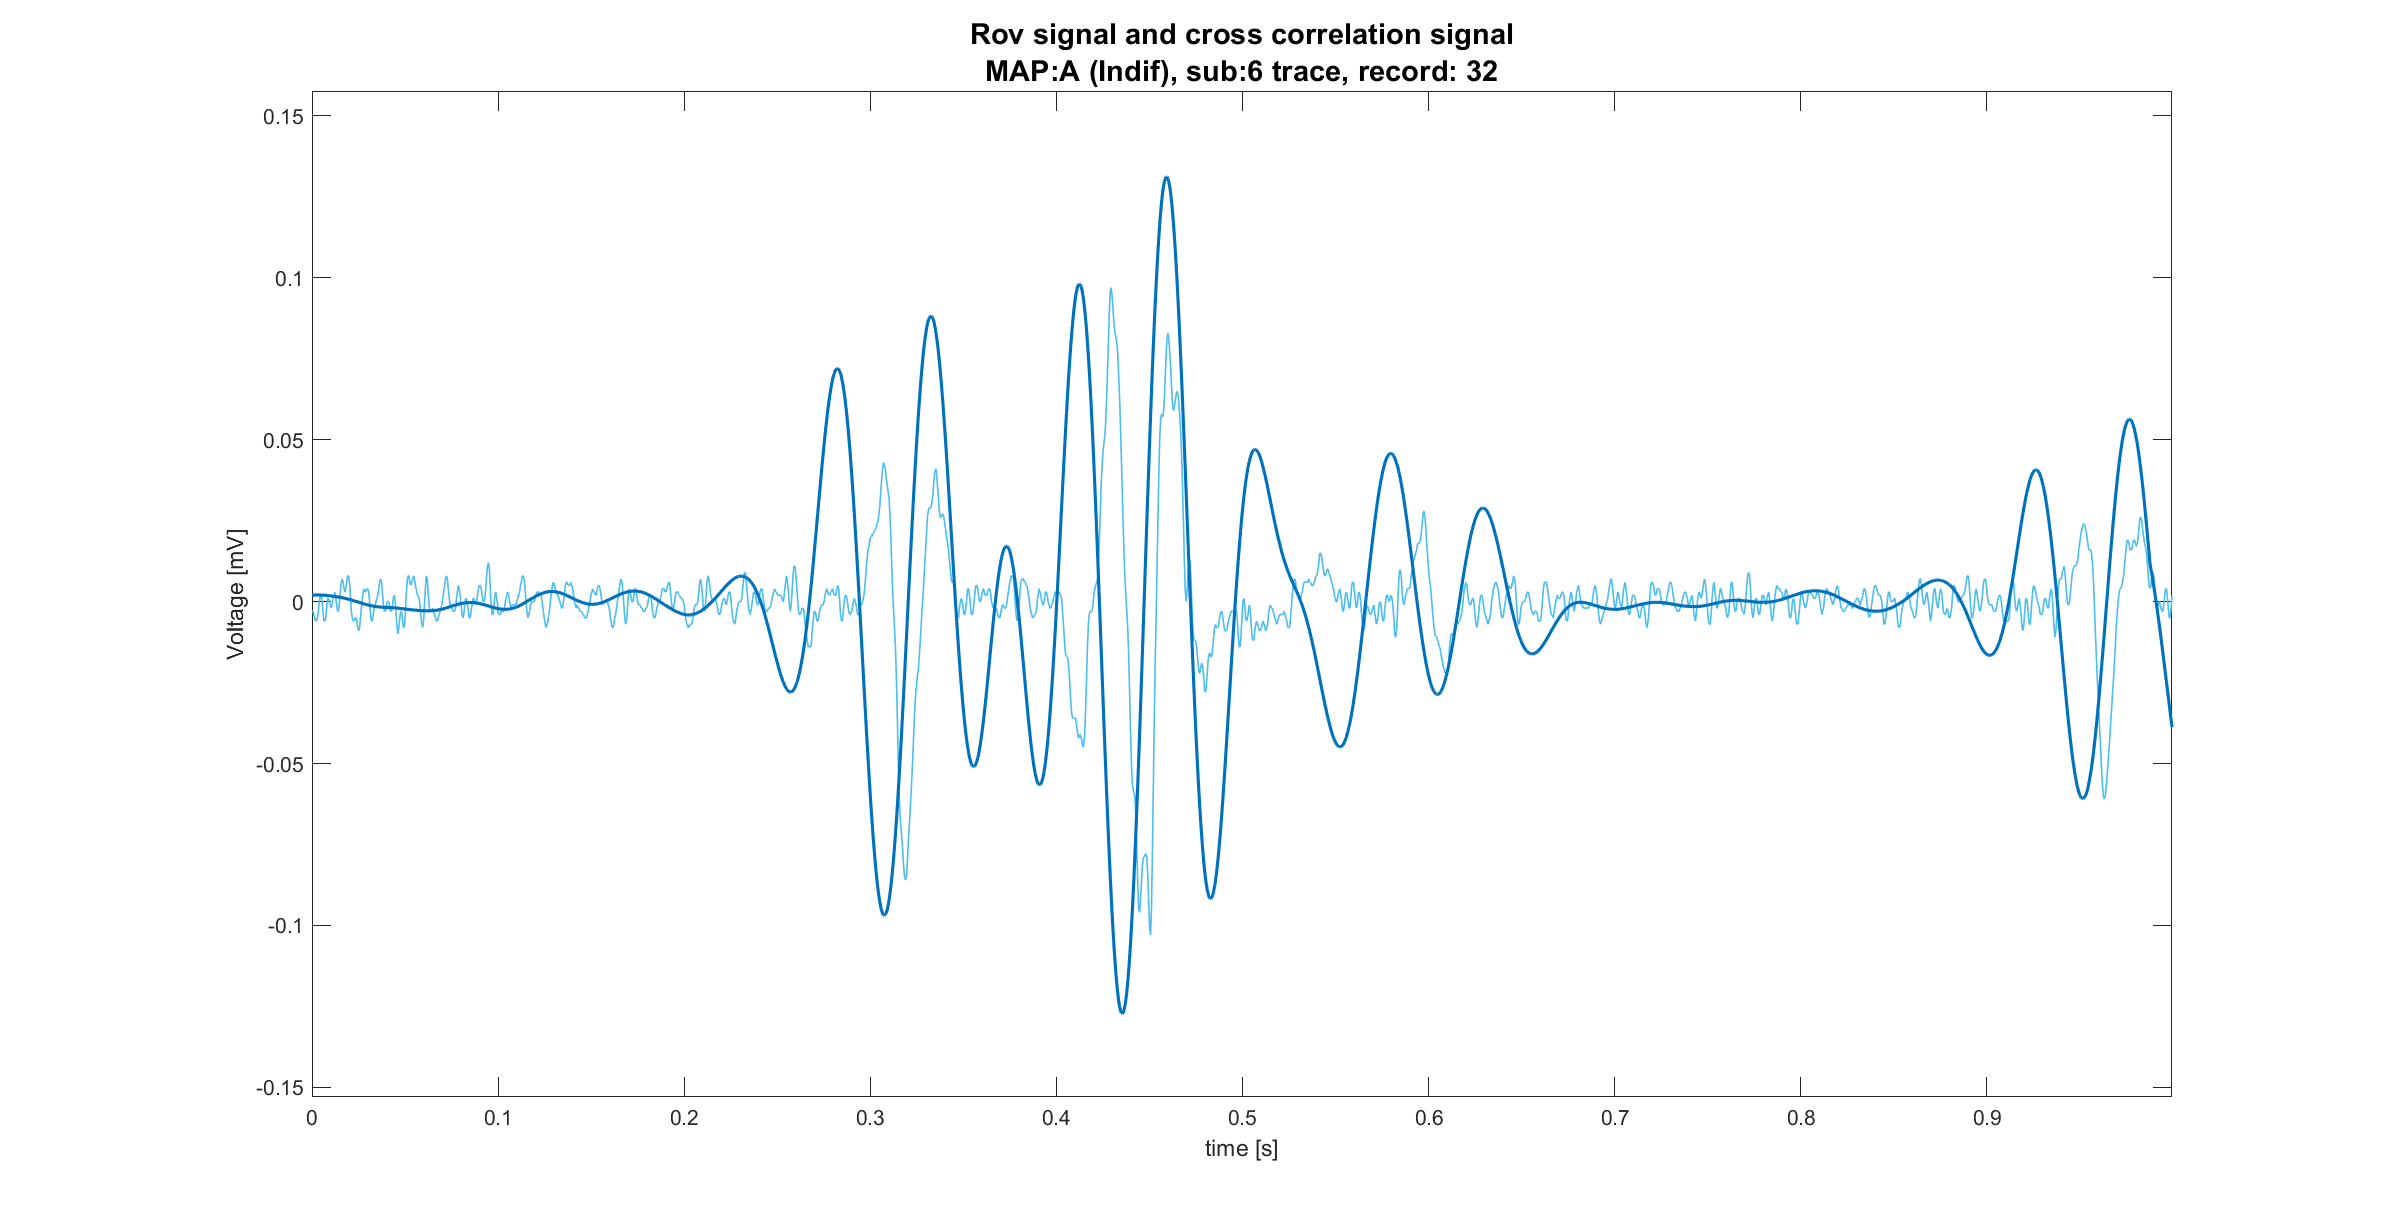 Rov signal and cross correlation signal
MAP:A (Indif), sub:6 trace, record: 32
0.15
0.1
0.05
0
-0.05
-0.1
-0.15
Voltage [mV]
0 0.1 0.2 0.3 0.4 0.5 0.6 0.7 0.8 0.9
time [s]